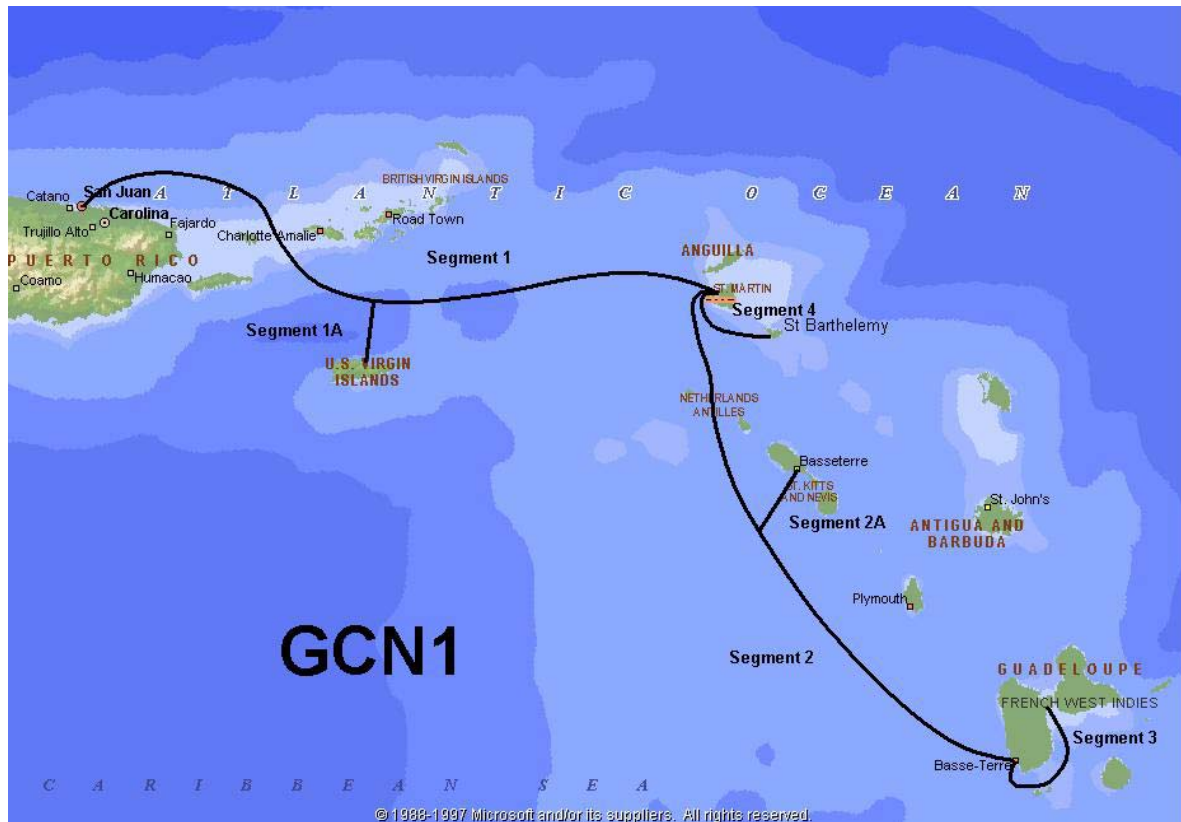 BRITISH VIRGIN ISLANDS
A T L A N T I C O C E A N
San Juan
Catano
Carolina
Trujillo Alto
Fajardo
Road Town
Charlotte Amalie
PUERTO RICO
Humacao
Coamo
Segment 1
ANGUILLA
ST. MARTIN
Segment 4
St Barthelemy
Segment 1A
U.S. VIRGIN
ISLANDS
NETHERLANDS
ANTILLES
Basseterre
ST. KITTS
AND NEVIS
Segment 2A
St. John's
ANTIGUA AND
BARBUDA
Plymouth
GCN1
Segment 2
GUADELOUPE
FRENCH WEST INDIES
Segment 3
Basse-Terre
C A R I B B E A N S E A
© 1988-1997 Microsoft and/or its suppliers. All rights reserved.